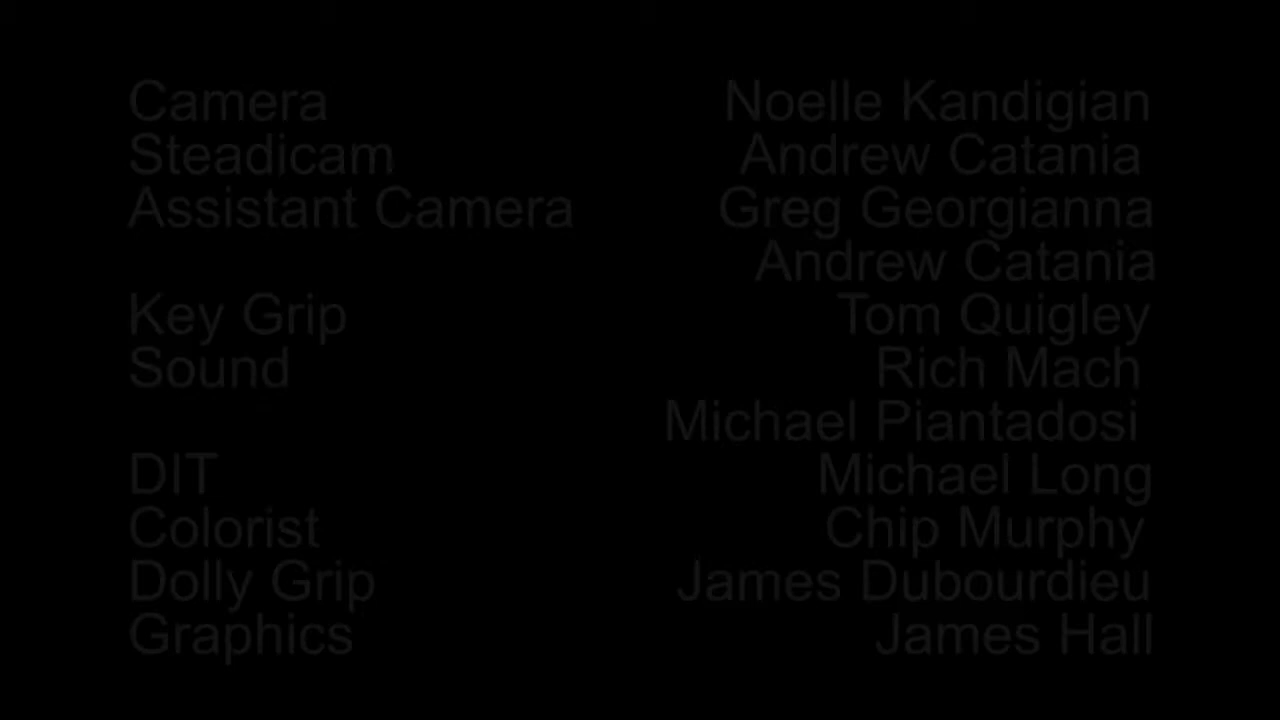 Camera Noelle Kandigian
Steadicam Andrew Catania
Assistant Camera Greg Georgianna
Andrew Catania
Key Grip Tom Quigley
Sound Rich Mach
Michael Piantadosi
DIT Michael Long
Colorist Chip Murphy
Dolly Grip James Dubourdieu
Graphics James Hall